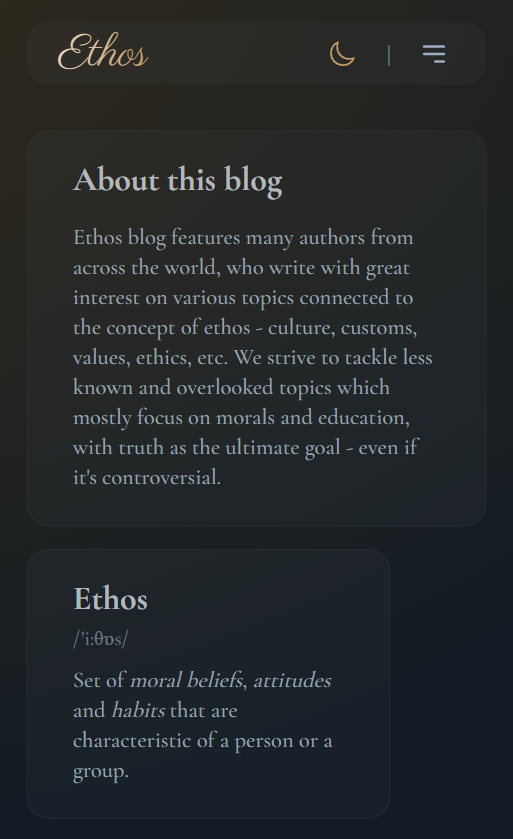 Ethos
|
About this blog
Ethos blog features many authors from
across the world, who write with great
interest on various topics connected to
the concept of ethos - culture, customs,
values, ethics, etc. We strive to tackle less
known and overlooked topics which
mostly focus on morals and education,
with truth as the ultimate goal - even if
it's controversial.
Ethos
/'i:θɒs/
Set of moral beliefs, attitudes
and habits that are
characteristic of a person or a
group.